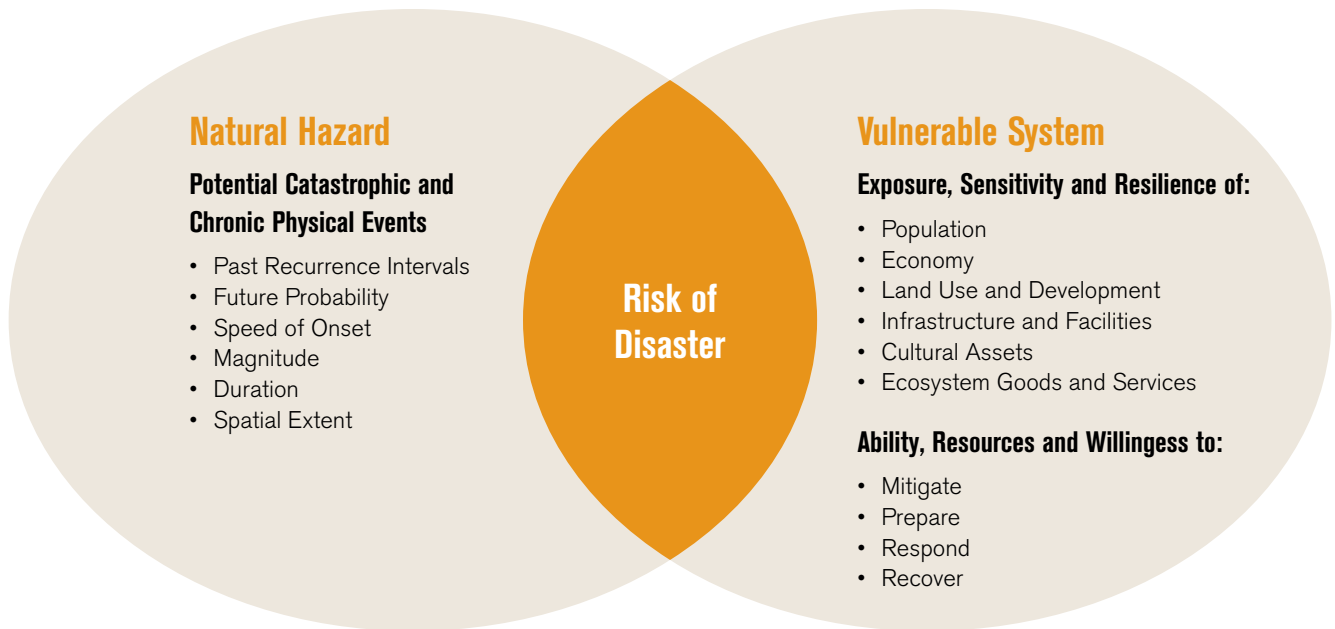 Natural Hazard
Potential Catastrophic and
Chronic Physical Events
• Past Recurrence Intervals
• Future Probability
• Speed of Onset
• Magnitude
• Duration
• Spatial Extent
Risk of
Disaster
Vulnerable System
Exposure, Sensitivity and Resilience of:
• Population
• Economy
• Land Use and Development
• Infrastructure and Facilities
• Cultural Assets
• Ecosystem Goods and Services
Ability, Resources and Willingess to:
• Mitigate
• Prepare
• Respond
• Recover